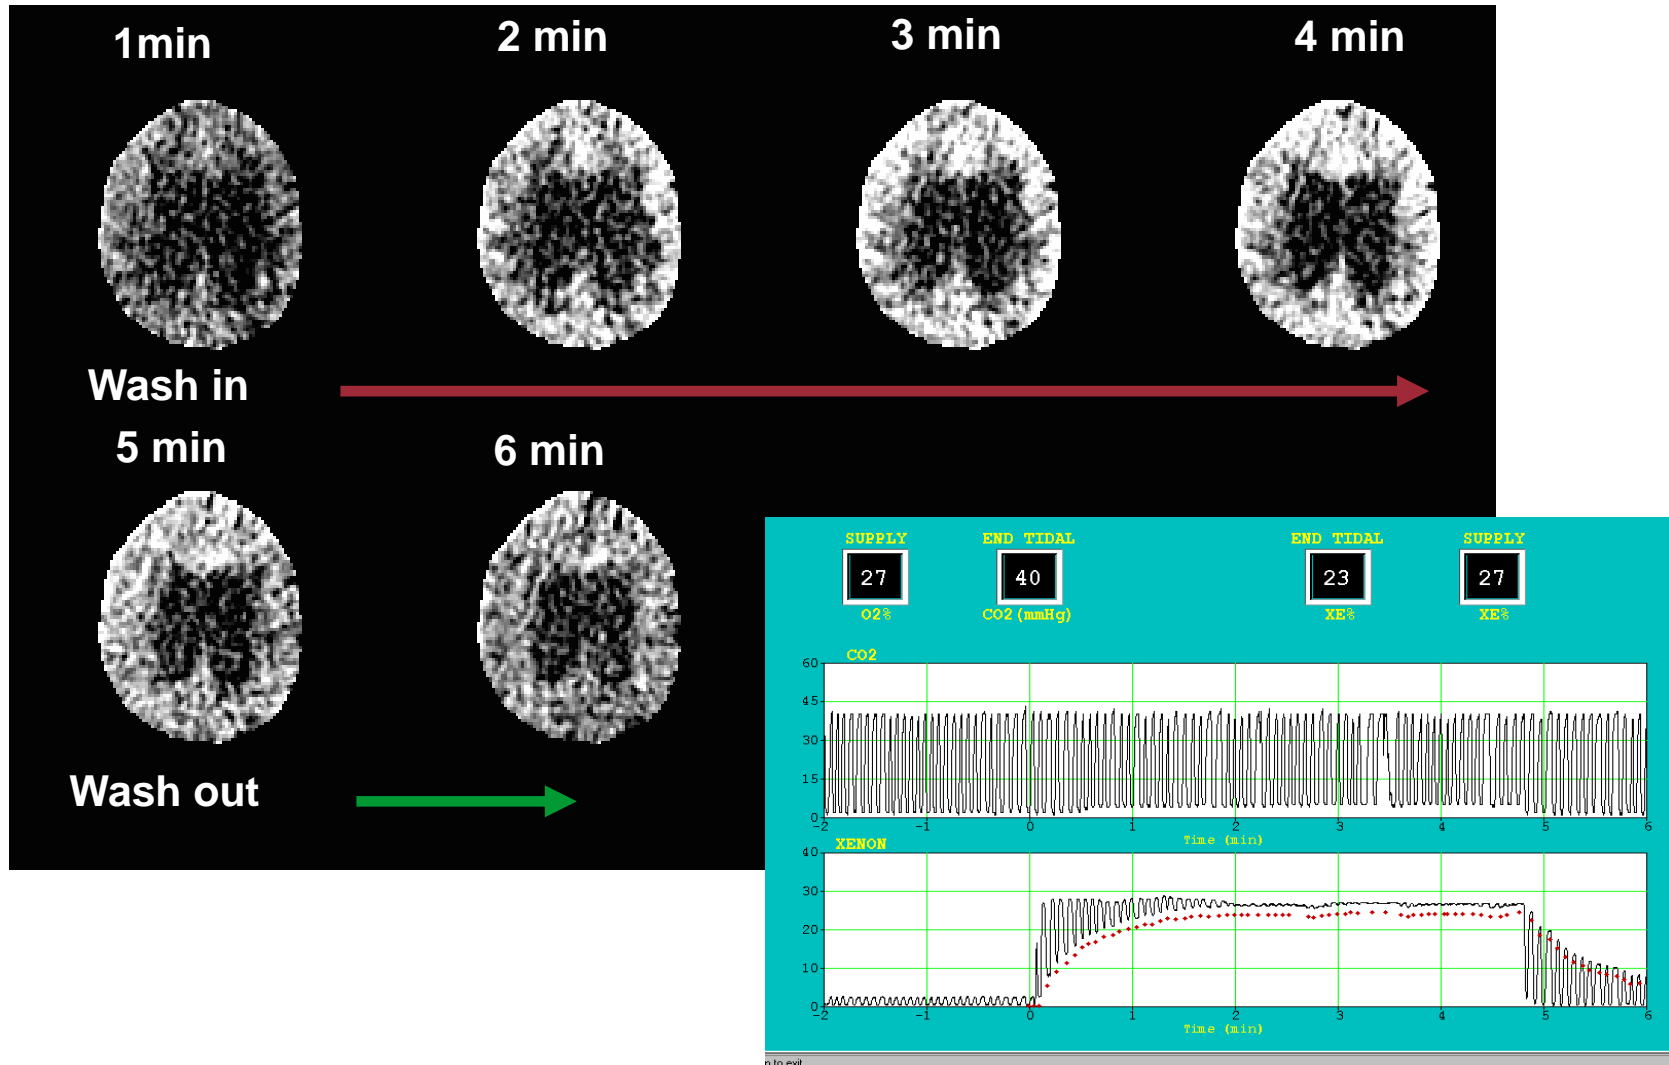 1min
2 min
3 min
4 min
Wash in
5 min
6 min
Wash out
SUPPLY
27
O2%
END TIDAL
40
CO2(mmHg)
END TIDAL
23
XE%
SUPPLY
27
XE%
CO2
60
45
30
15
0
-2 -1 0 1 2 3 4 5 6
Time (min)
XENON
40
30
20
10
0
-2 -1 0 1 2 3 4 5 6
Time (min)
n to exit